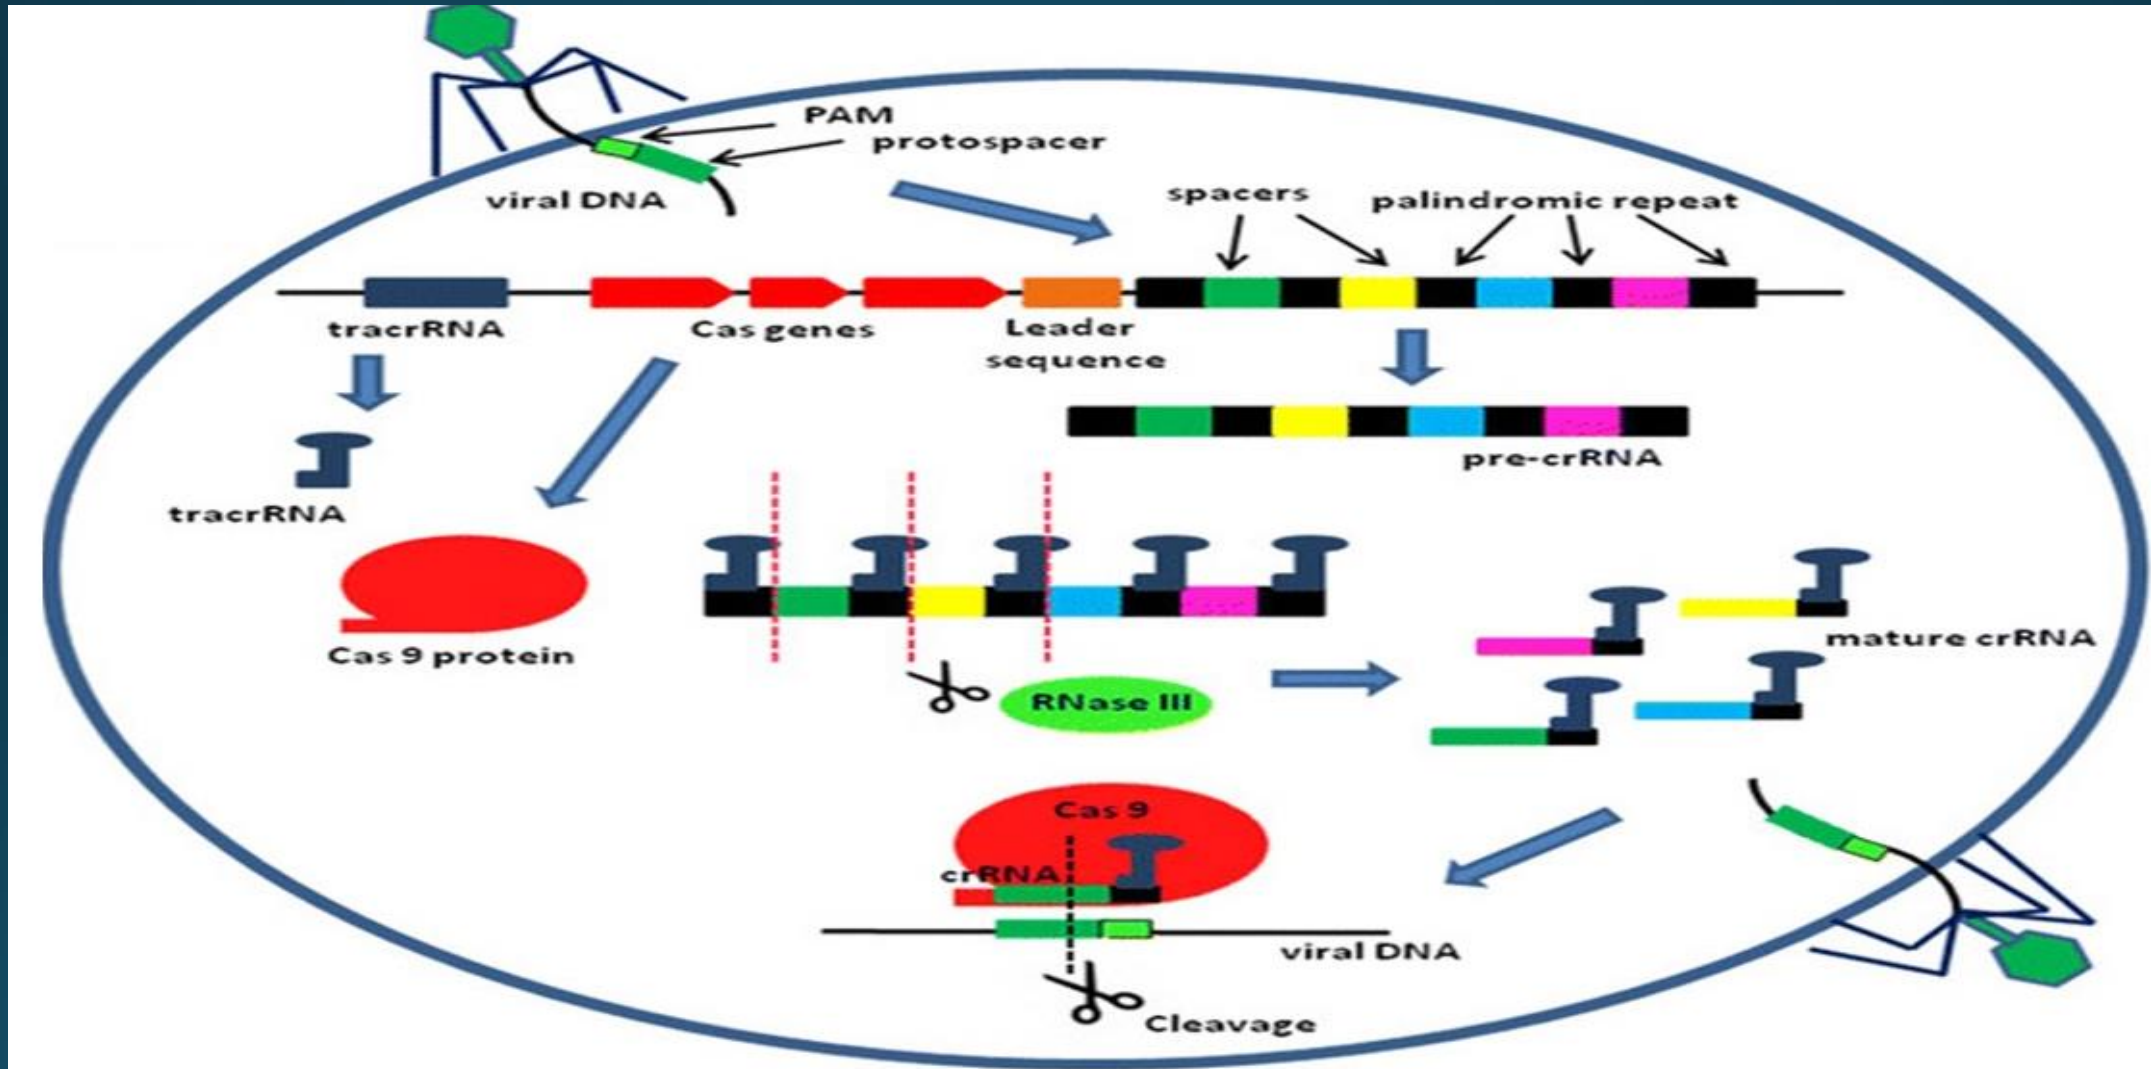 PAM
protospacer
viral DNA
spacers
palindromic repeat
tracrRNA
Cas genes
Leader
sequence
pre-crRNA
tracrRNA
Cas 9 protein
RNase III
mature crRNA
Cas 9
crRNA
viral DNA
Cleavage